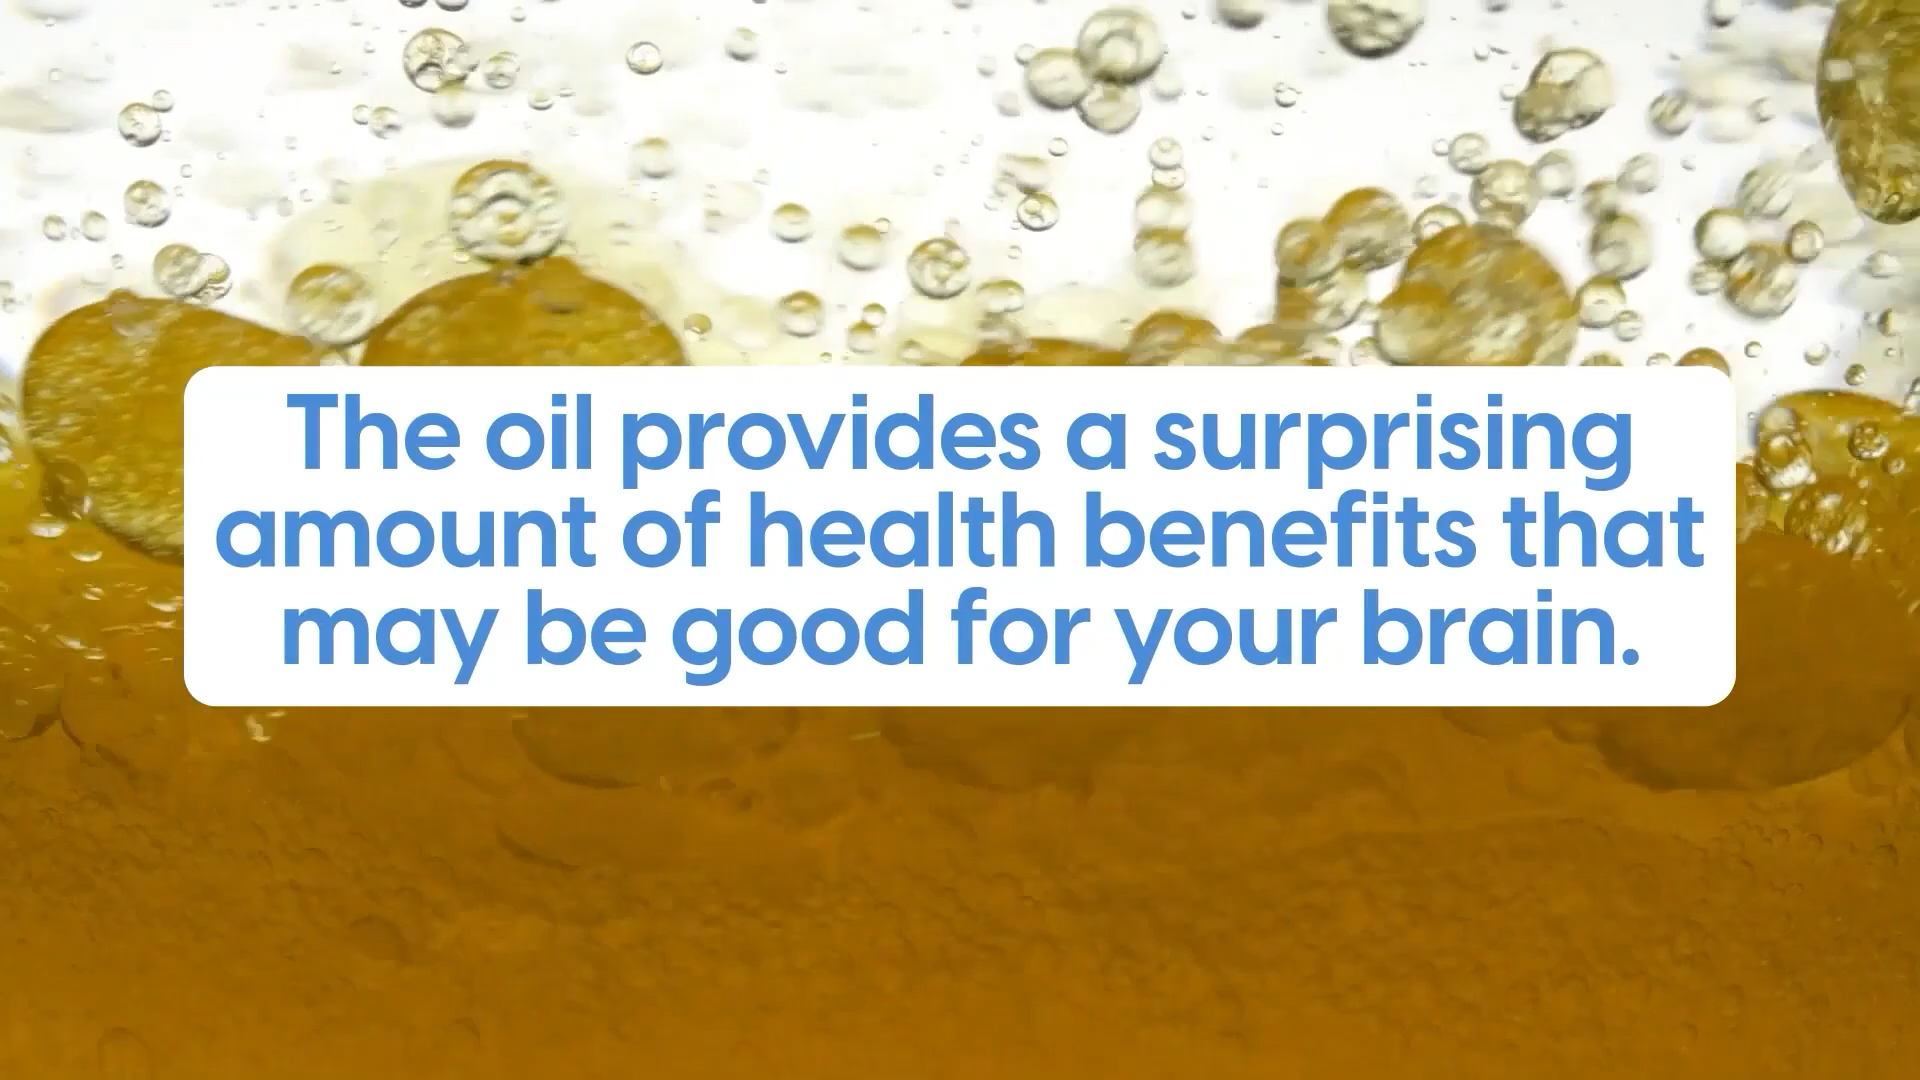 The oil provides a surprising
amount of health benefits that
may be good for your brain.